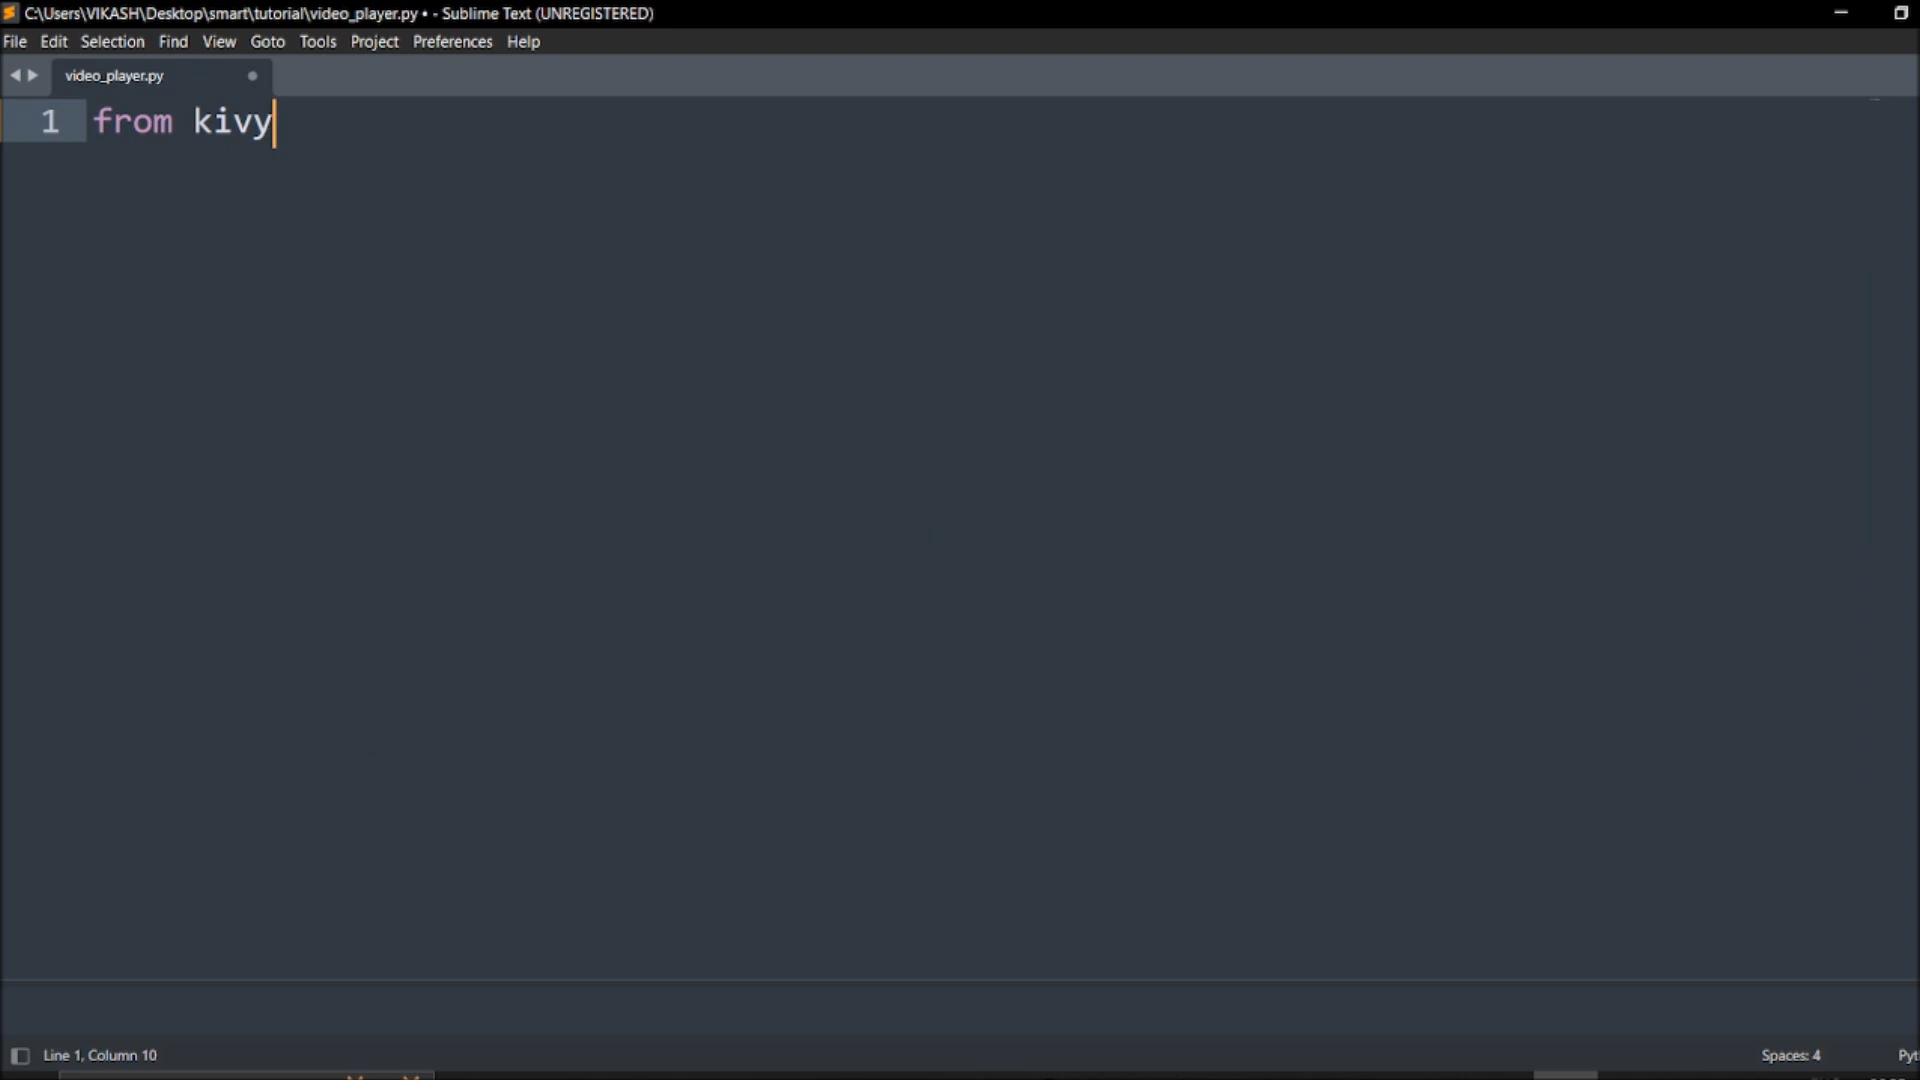 C:\Users\VIKASH\Desktop\smart\tutorial\video_player.py • - Sublime Text (UNREGISTERED)
File Edit Selection Find View Goto Tools Project Preferences Help
video_player.py
1 from kivy
Line 1, Column 10 Spaces: 4